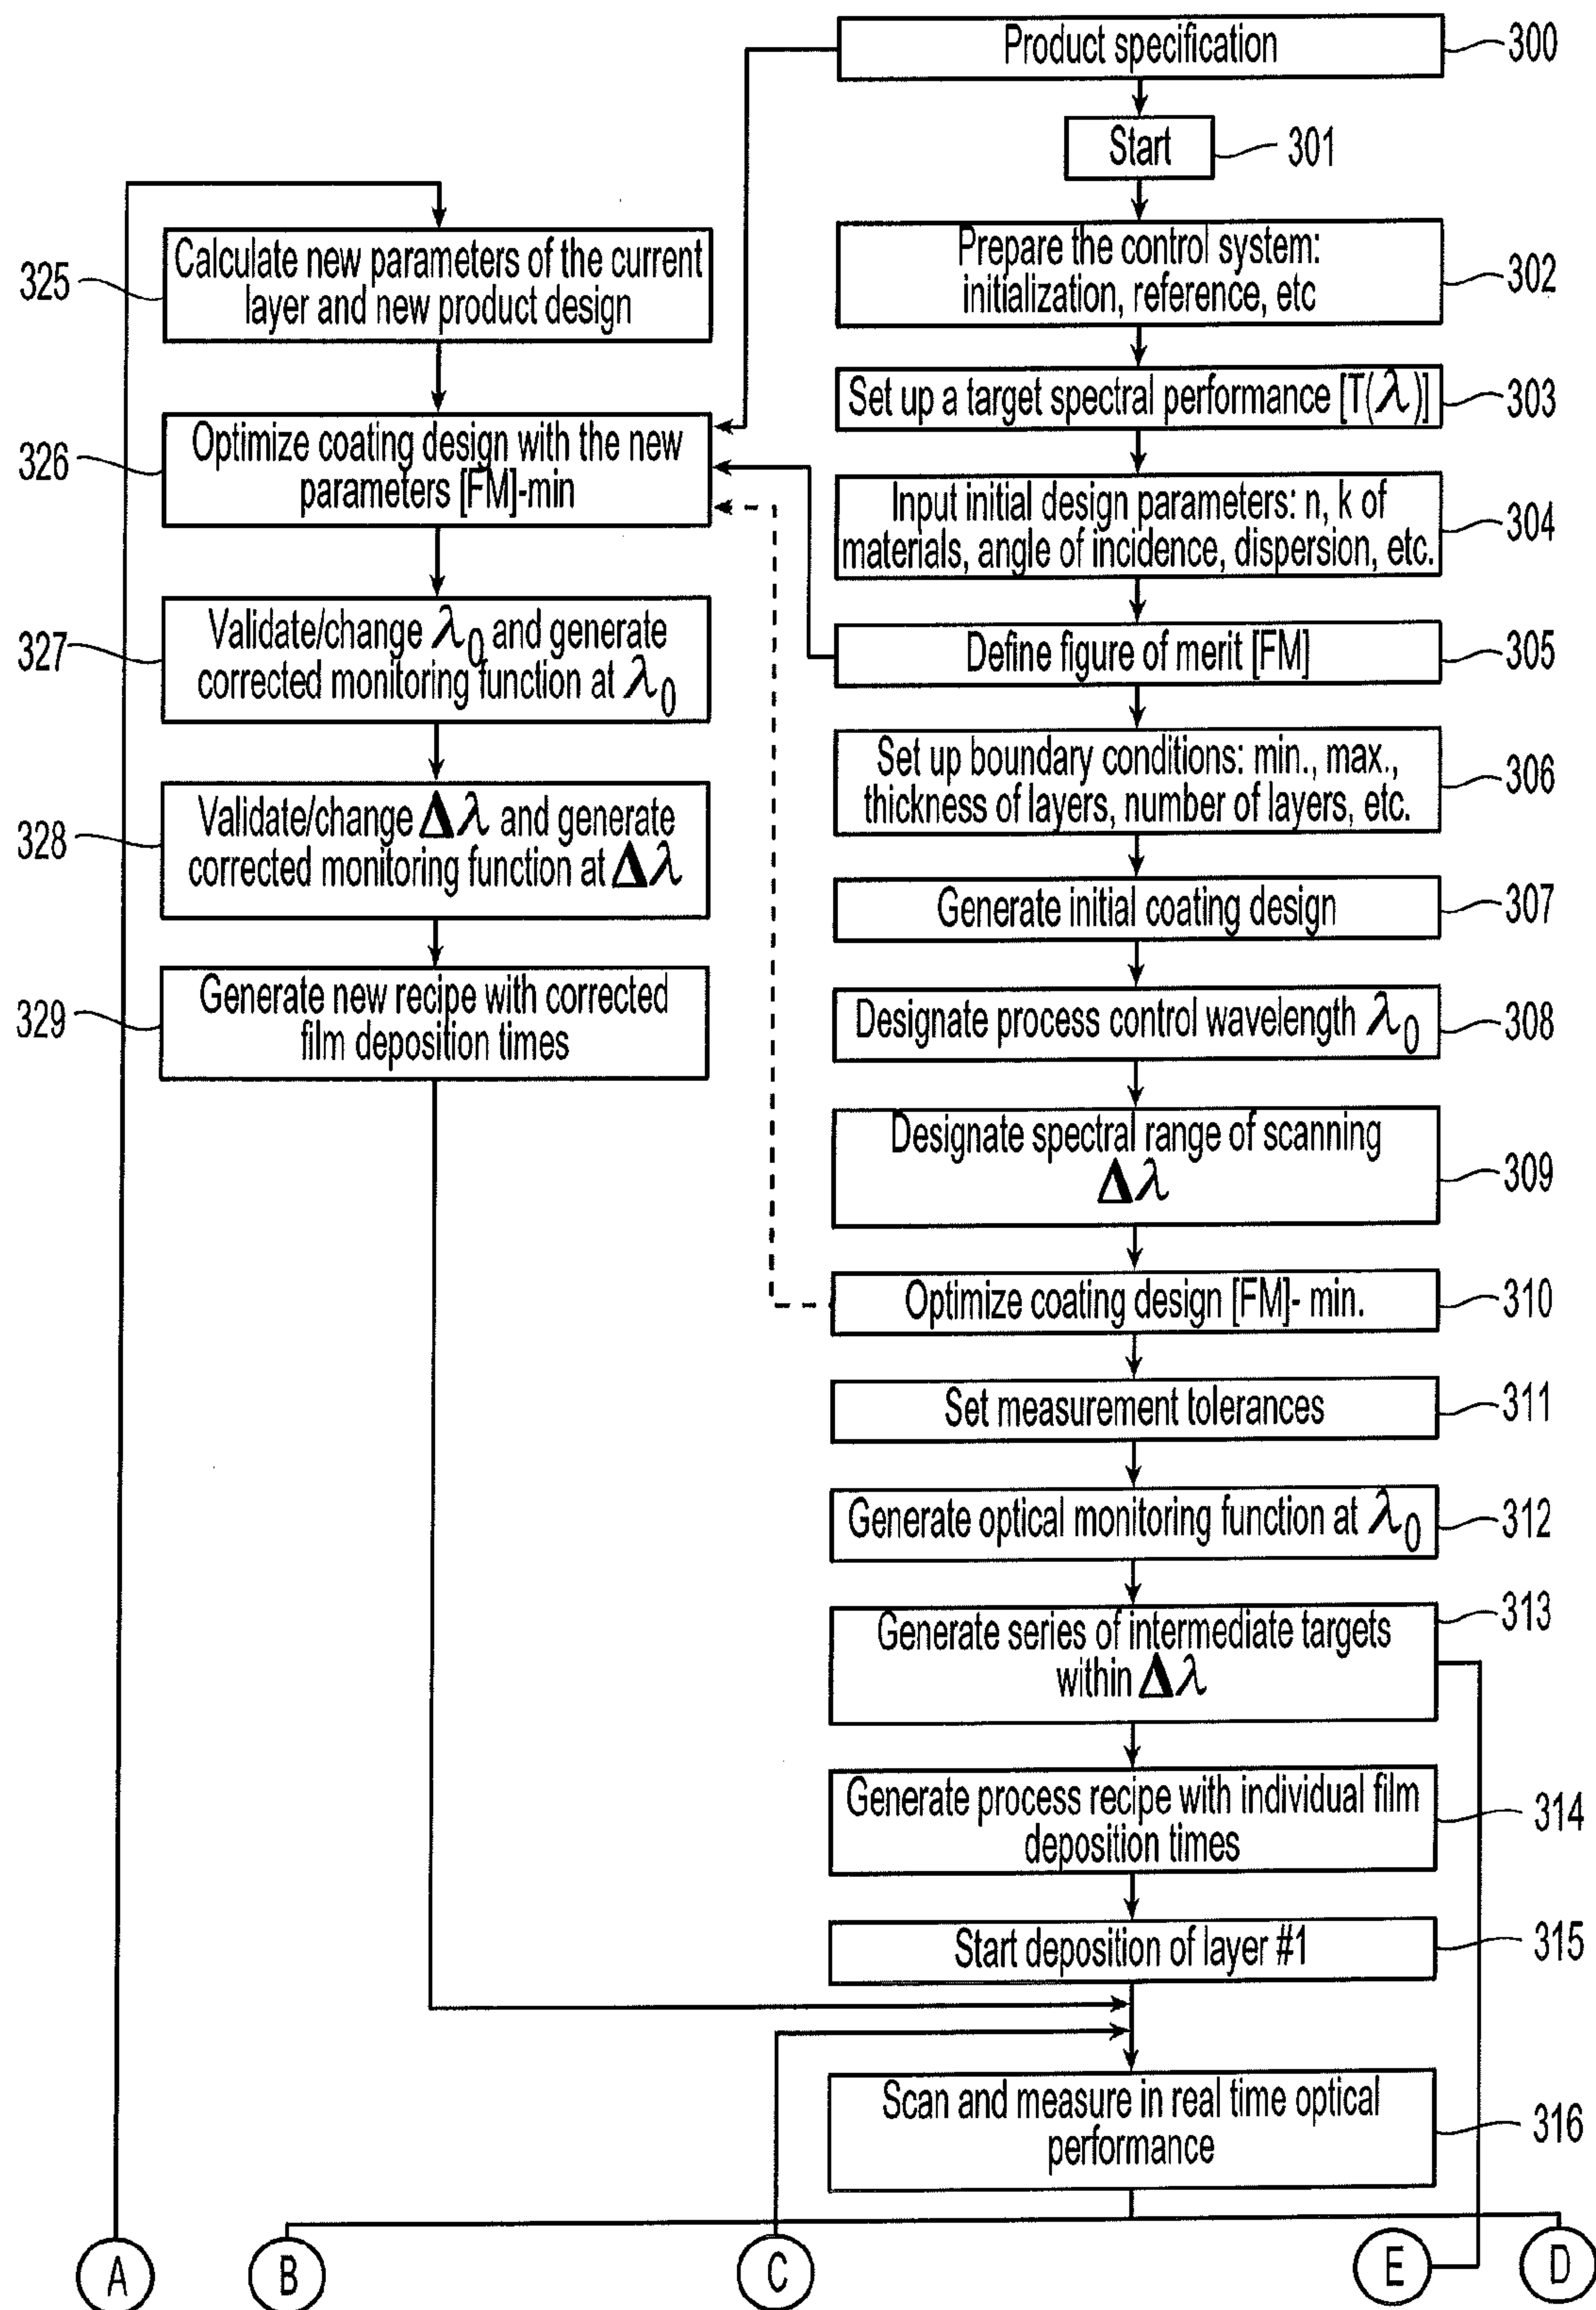 Product specification
300
Start
301
Prepare the control system:
initialization, reference, etc
302
Set up a target spectral performance [T(λ)]
303
Input initial design parameters: n, k of
materials, angle of incidence, dispersion, etc.
304
Define figure of merit [FM]
305
Set up boundary conditions: min., max.,
thickness of layers, number of layers, etc.
306
Generate initial coating design
307
Designate process control wavelength λ0
308
Designate spectral range of scanning
Δλ
309
Optimize coating design [FM]- min.
310
Set measurement tolerances
311
Generate optical monitoring function at λ0
312
Generate series of intermediate targets
within Δλ
313
Generate process recipe with individual film
deposition times
314
Start deposition of layer #1
315
Scan and measure in real time optical
performance
316
325
Calculate new parameters of the current
layer and new product design
326
Optimize coating design with the new
parameters [FM]-min
327
Validate/change λ0 and generate
corrected monitoring function at λ0
328
Validate/change Δλ and generate
corrected monitoring function at Δλ
329
Generate new recipe with corrected
film deposition times
A
B
C
E
D